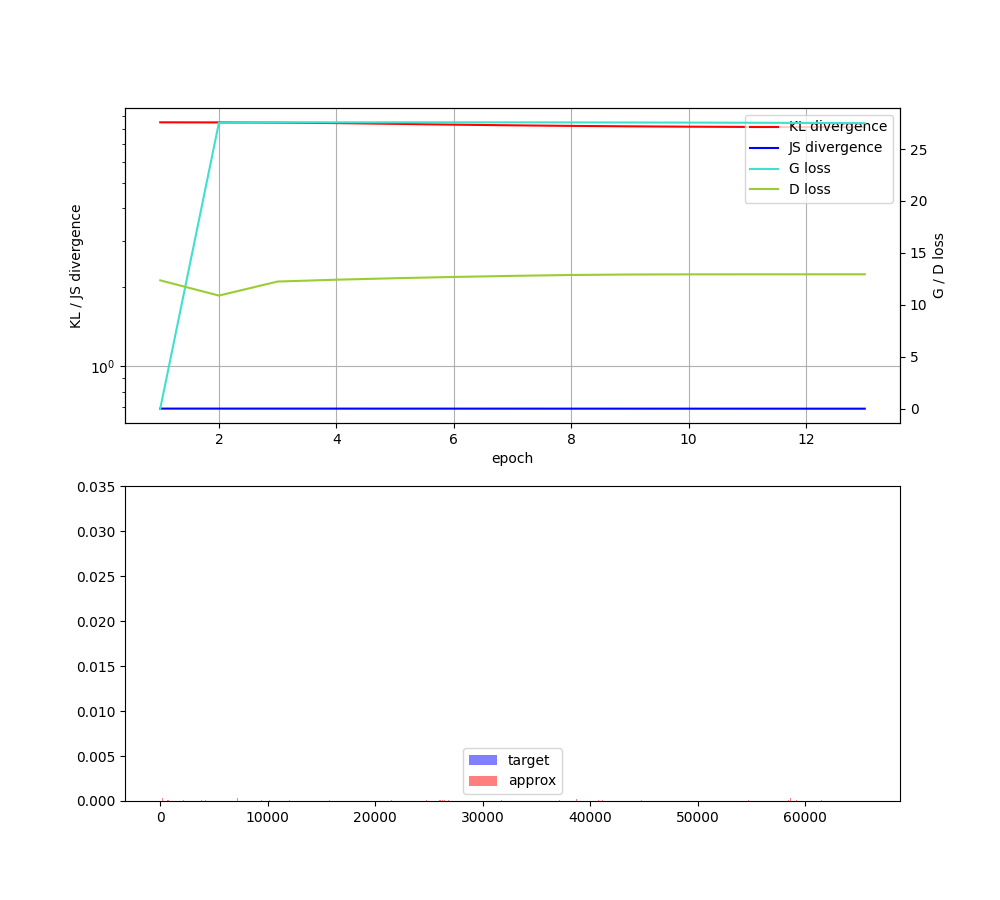 KL / JS divergence
10⁰
KL divergence
JS divergence
G loss
D loss
25
20
15
10
5
0
G / D loss
2 4 6 8 10 12
epoch
0.035
0.030
0.025
0.020
0.015
0.010
0.005
0.000
target
approx
0 10000 20000 30000 40000 50000 60000